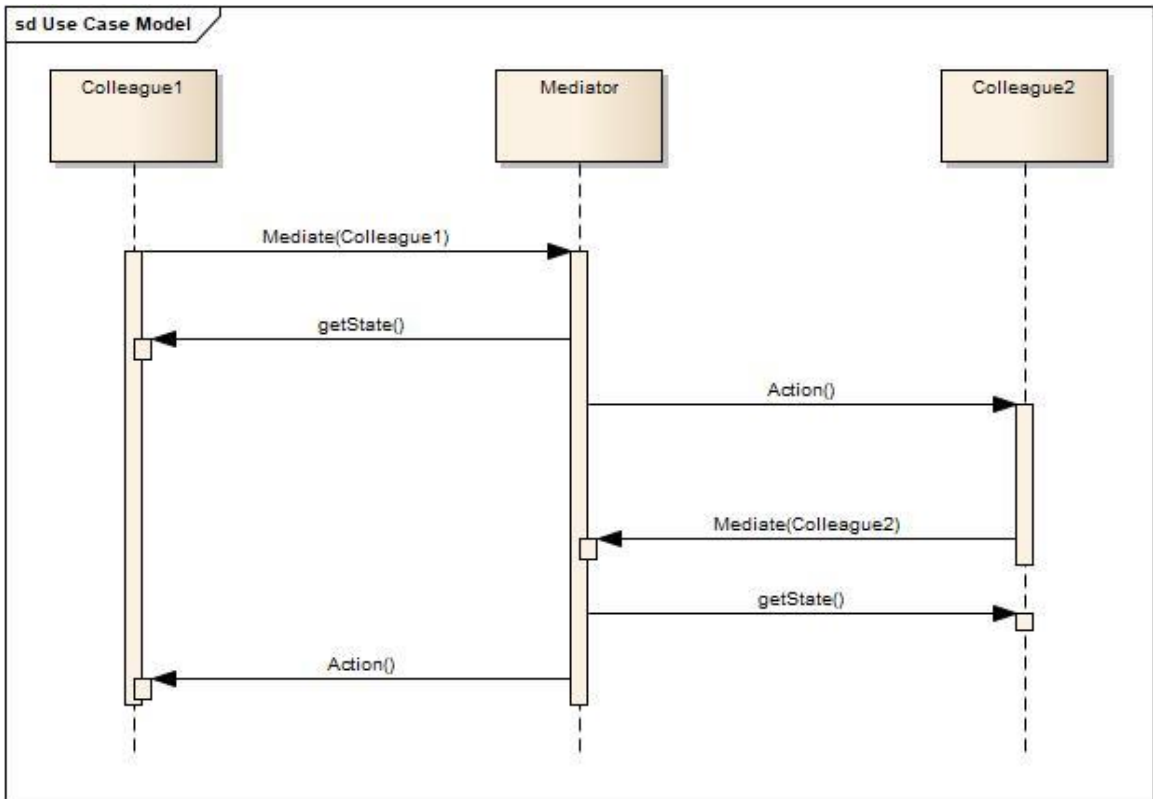 sd Use Case Model
Colleague1
Mediator
Colleague2
Mediate(Colleague1)
getState()
Action()
Mediate(Colleague2)
getState()
Action()